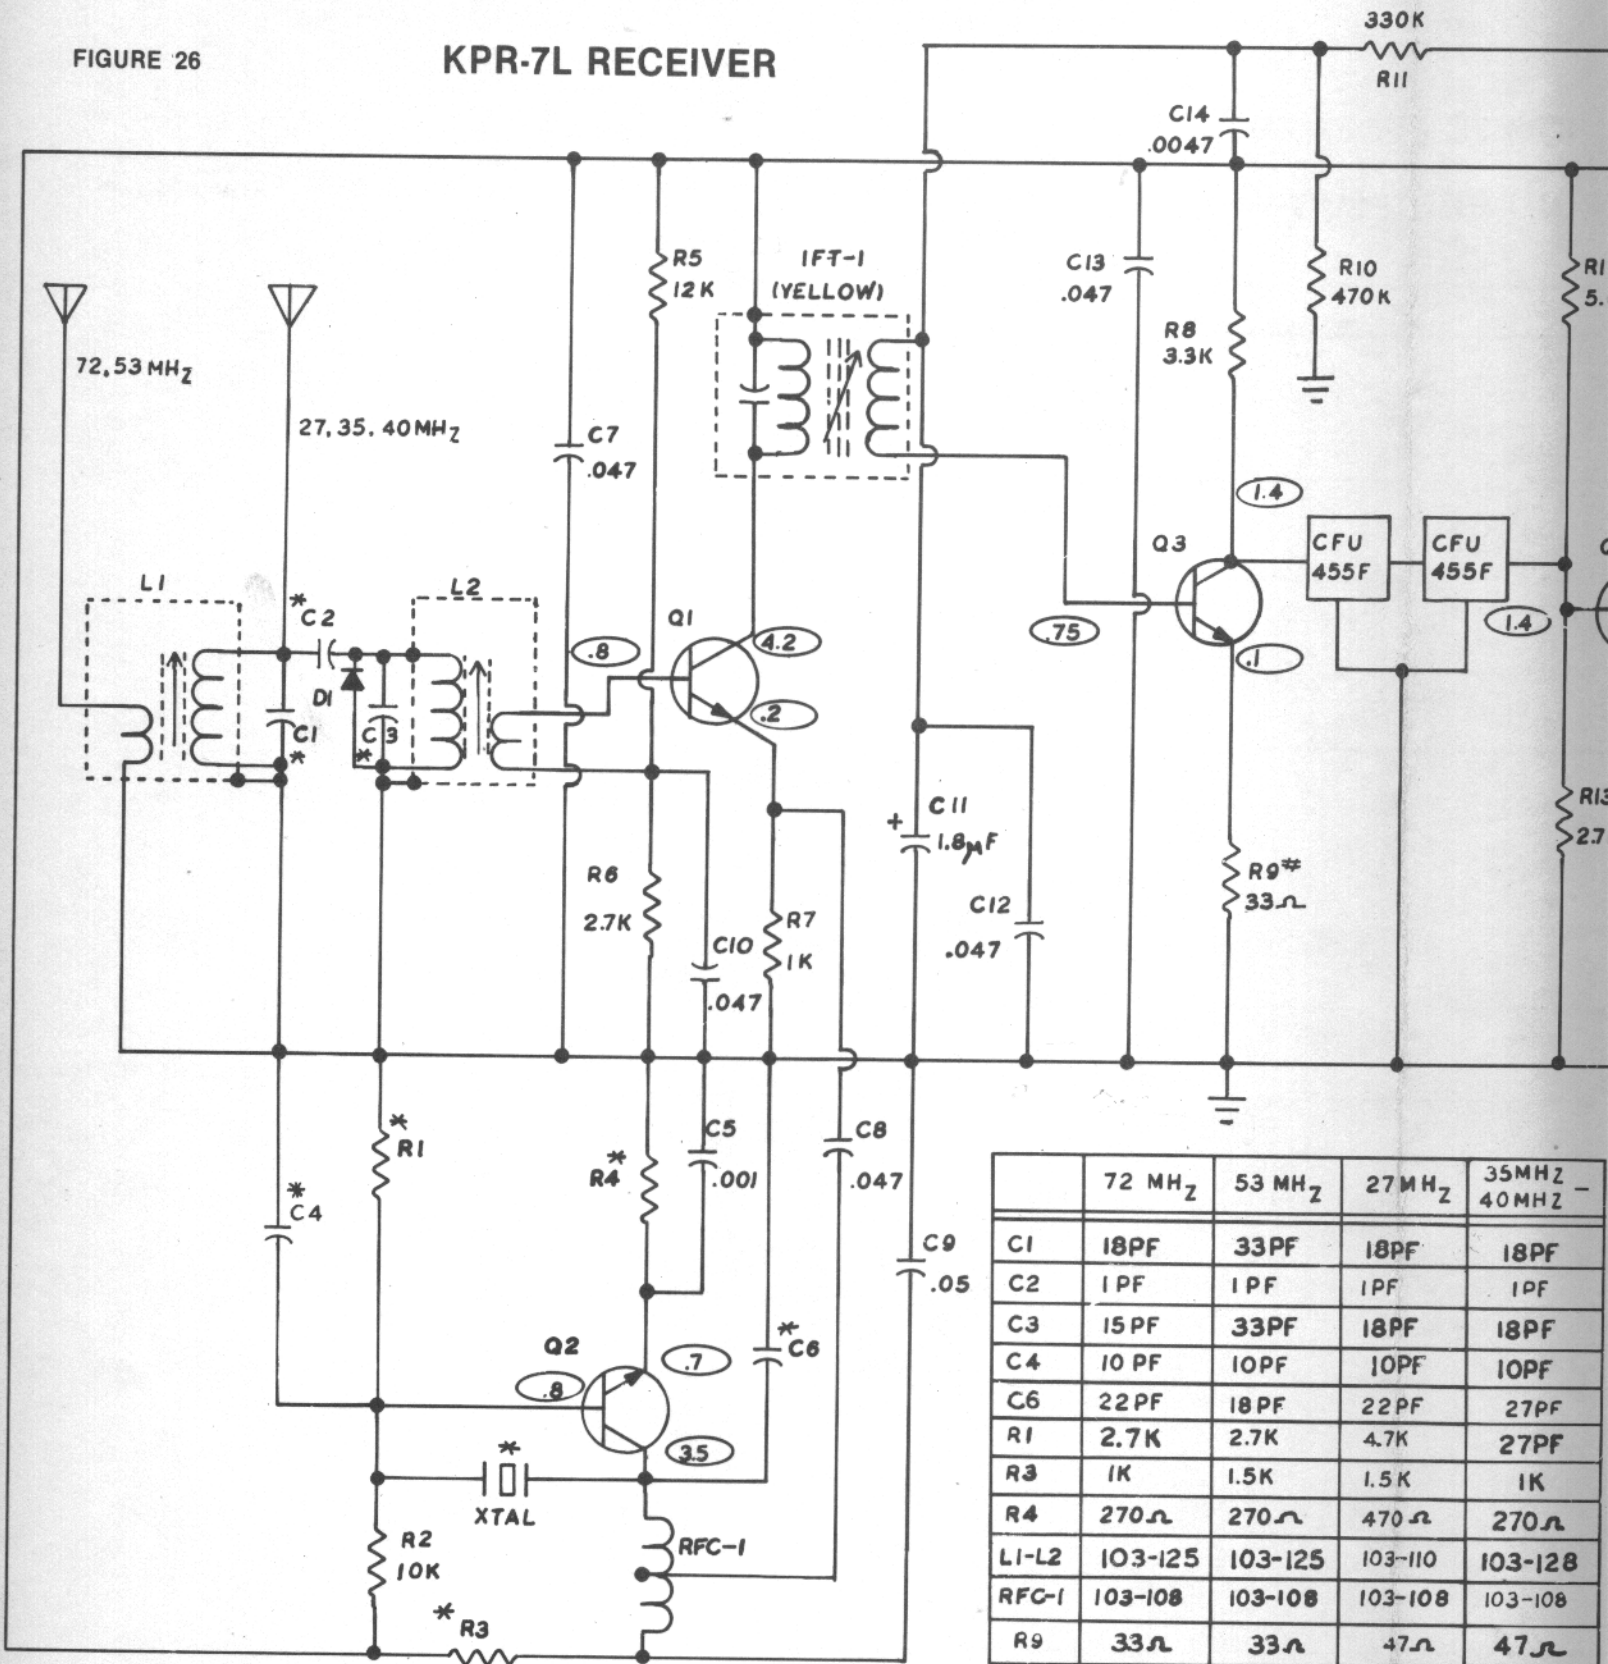 330K
FIGURE 26
KPR-7L RECEIVER
R11
C14
.0047
R5
12K
IFT-1
(YELLOW)
C13
.047
R10
470K
R1
5.
R8
3.3K
72,53 MHZ
27,35.40MHZ
C7
.047
1.4
Q3
CFU
455F
CFU
455F
L1
L2
* C2
Q1
.8
4.2
.75
.1
1.4
D1
C1
*
C3
*
.2
C11
+
1.8µF
R13
2.7
R6
2.7K
R9*
33Ω
C10
.047
R7
1K
C12
.047
*
R1
C5
.001
C8
.047
*
R4
*
C4
C9
.05
Q2
.7
.8
*
C6
3.5
*
XTAL
R2
10K
RFC-1
*
R3
72 MHZ 53 MHZ 27MHZ 35MHZ -
40MHZ
C1 18PF 33PF 18PF 18PF
C2 1PF 1PF 1PF 1PF
C3 15PF 33PF 18PF 18PF
C4 10PF 10PF 10PF 10PF
C6 22PF 18PF 22PF 27PF
R1 2.7K 2.7K 4.7K 27PF
R3 1K 1.5K 1.5K 1K
R4 270Ω 270Ω 470Ω 270Ω
L1-L2 103-125 103-125 103-110 103-128
RFC-1 103-108 103-108 103-108 103-108
R9 33Ω 33Ω 47Ω 47Ω